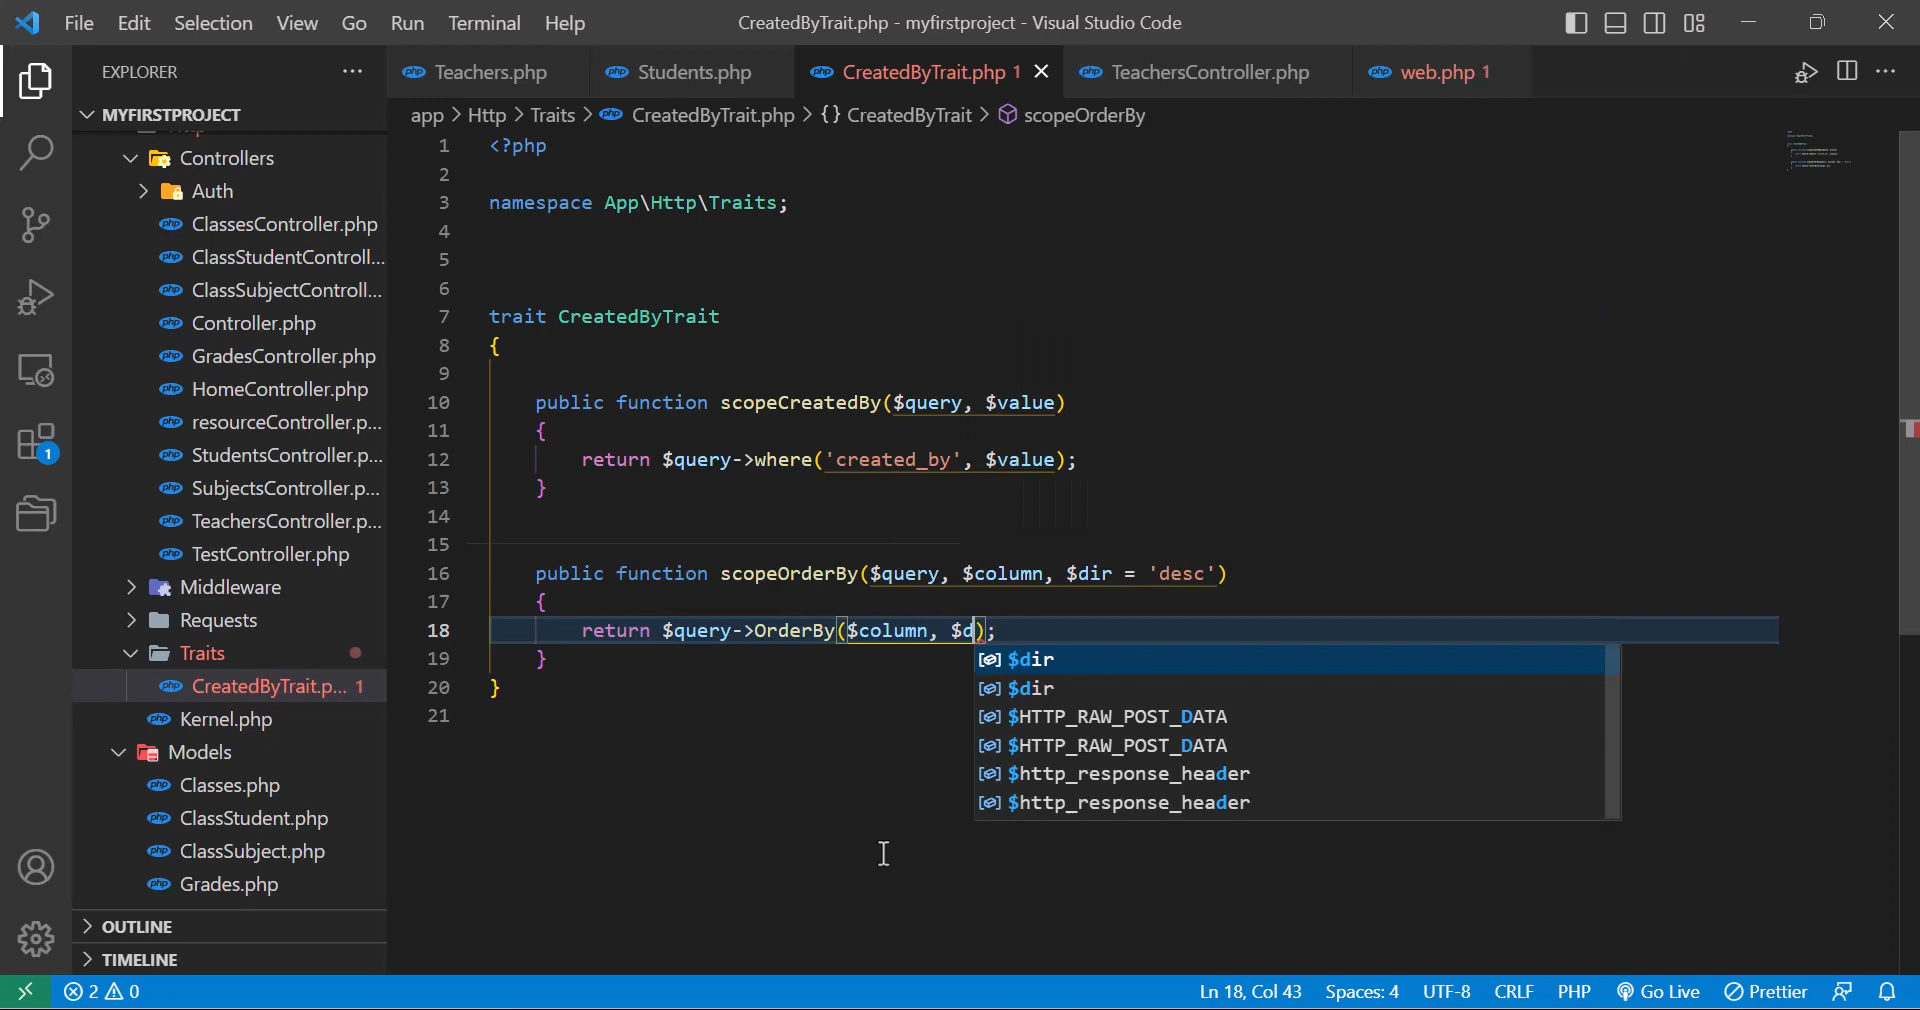 File Edit Selection View Go Run Terminal Help CreatedByTrait.php - myfirstproject - Visual Studio Code
EXPLORER
MYFIRSTPROJECT
Controllers
Auth
ClassesController.php
ClassStudentControll...
ClassSubjectControll...
Controller.php
GradesController.php
HomeController.php
resourceController.p...
StudentsController.p...
SubjectsController.p...
TeachersController.p...
TestController.php
Middleware
Requests
Traits
CreatedByTrait.p... 1
Kernel.php
Models
Classes.php
ClassStudent.php
ClassSubject.php
Grades.php
OUTLINE
TIMELINE
1
Teachers.php Students.php CreatedByTrait.php 1 TeachersController.php web.php 1
app > Http > Traits > CreatedByTrait.php > {} CreatedByTrait > scopeOrderBy
1 <?php
2
3 namespace App\Http\Traits;
4
5
6
7 trait CreatedByTrait
8 {
9
10 public function scopeCreatedBy($query, $value)
11 {
12 return $query->where('created_by', $value);
13 }
14
15
16 public function scopeOrderBy($query, $column, $dir = 'desc')
17 {
18 return $query->OrderBy($column, $d);
19 }
20 }
21
$dir
$dir
$HTTP_RAW_POST_DATA
$HTTP_RAW_POST_DATA
$http_response_header
$http_response_header
2 0 Ln 18, Col 43 Spaces: 4 UTF-8 CRLF PHP Go Live Prettier